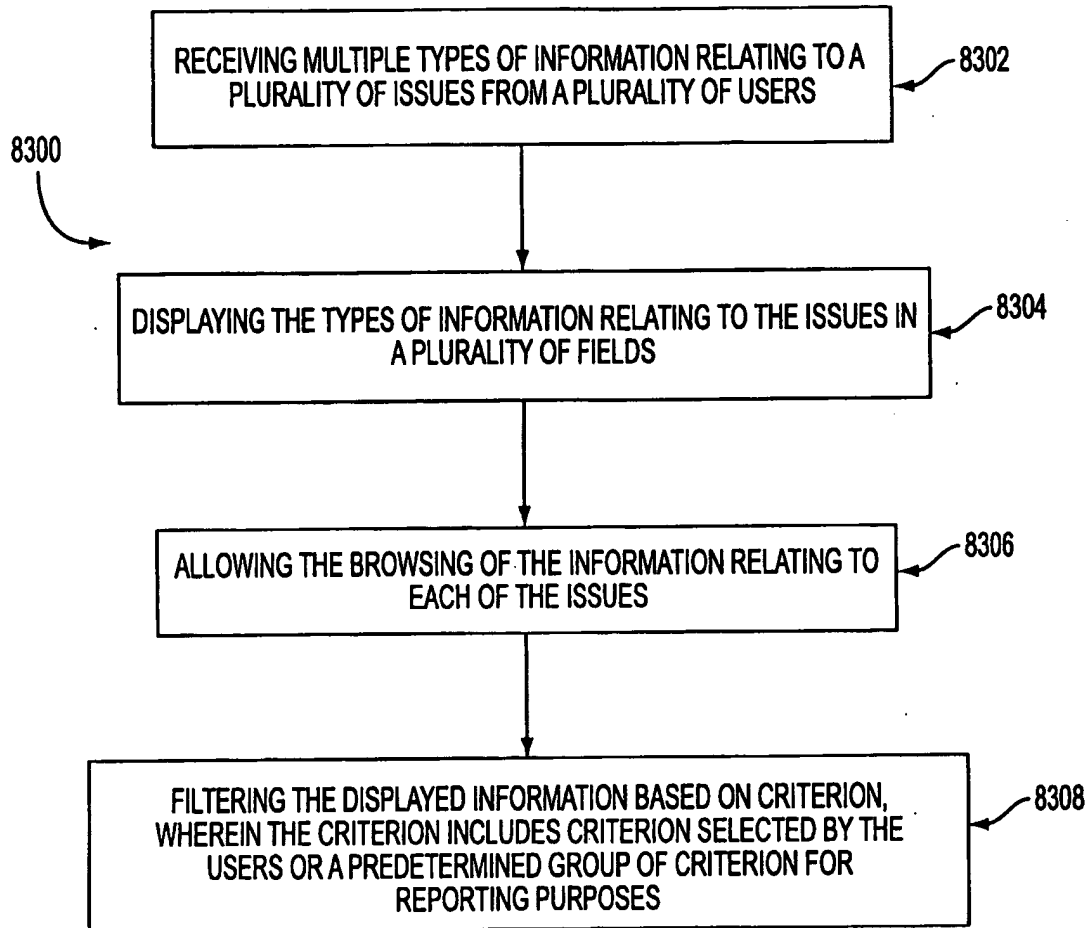 RECEIVING MULTIPLE TYPES OF INFORMATION RELATING TO A
PLURALITY OF ISSUES FROM A PLURALITY OF USERS
8302
8300
DISPLAYING THE TYPES OF INFORMATION RELATING TO THE ISSUES IN
A PLURALITY OF FIELDS
8304
ALLOWING THE BROWSING OF THE INFORMATION RELATING TO
EACH OF THE ISSUES
8306
FILTERING THE DISPLAYED INFORMATION BASED ON CRITERION,
WHEREIN THE CRITERION INCLUDES CRITERION SELECTED BY THE
USERS OR A PREDETERMINED GROUP OF CRITERION FOR
REPORTING PURPOSES
8308